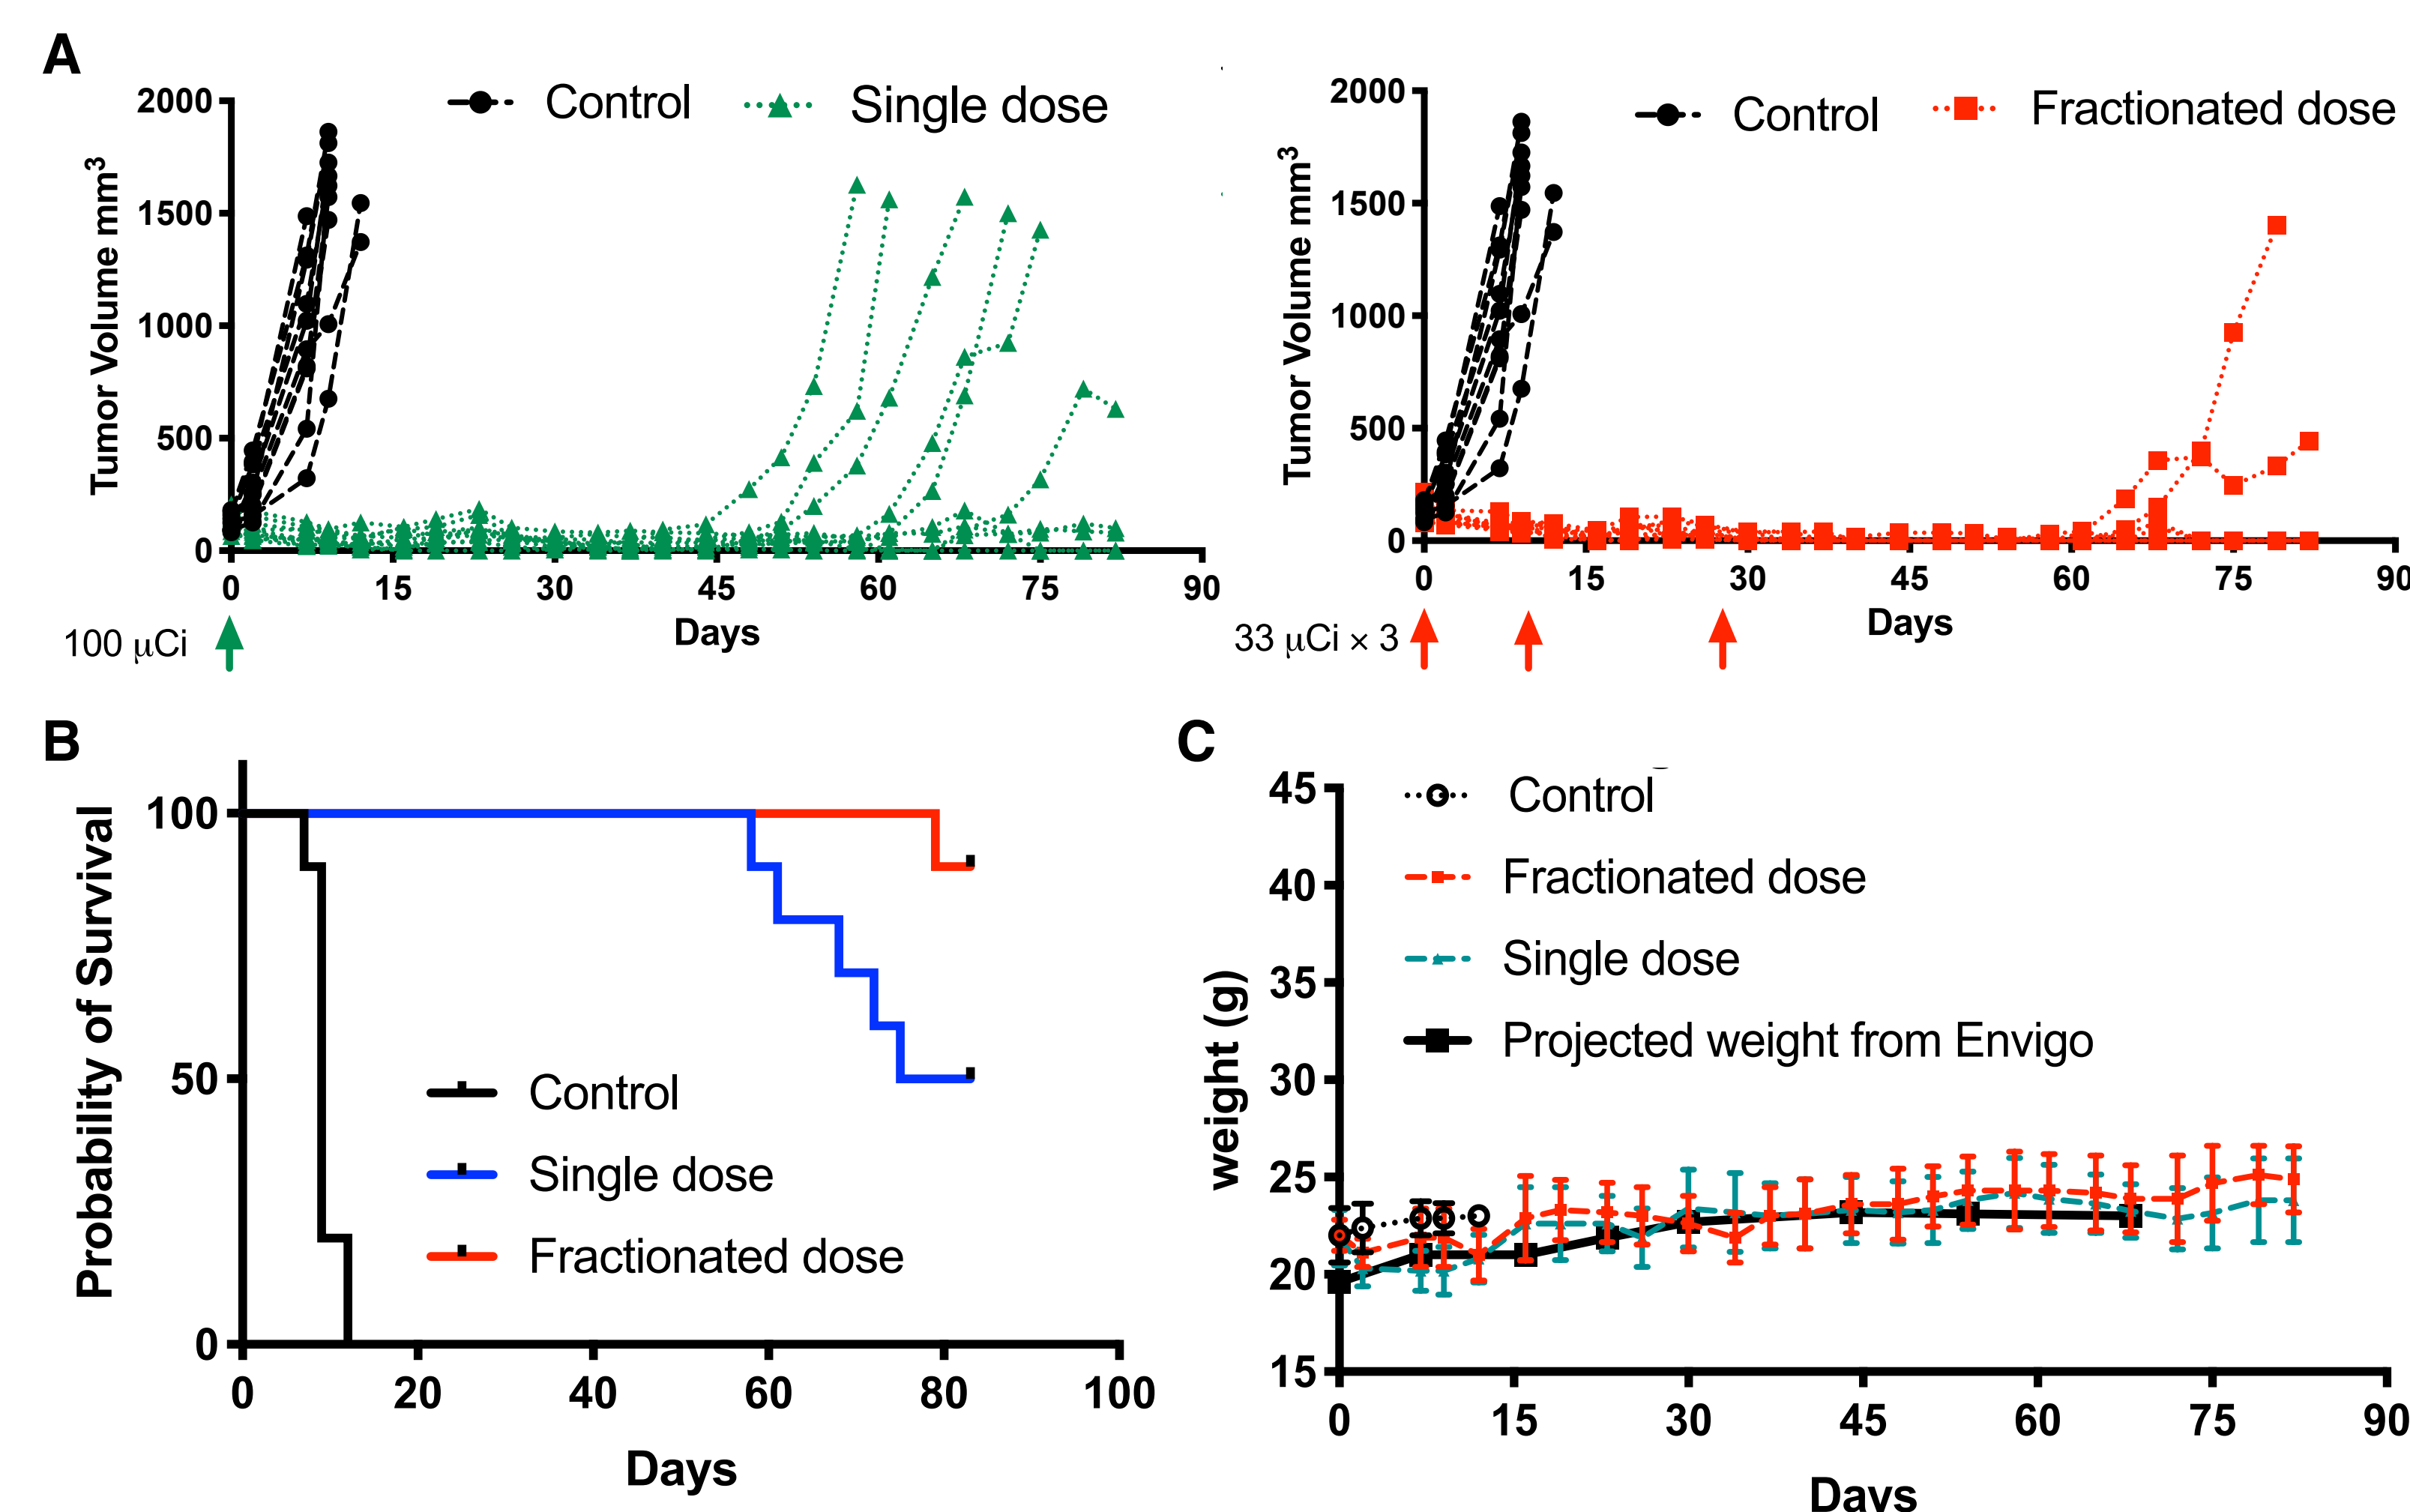 A
Control
Single dose
Tumor Volume mm³
2000
1500
1000
500
0
0 15 30 45 60 75 90
Days
100 μCi
Control
Fractionated dose
Tumor Volume mm³
2000
1500
1000
500
0
0 15 30 45 60 75 90
Days
33 μCi × 3
B
Probability of Survival
100
50
0
Control
Single dose
Fractionated dose
0 20 40 60 80 100
Days
C
weight (g)
45
40
35
30
25
20
15
Control
Fractionated dose
Single dose
Projected weight from Envigo
0 15 30 45 60 75 90
Days